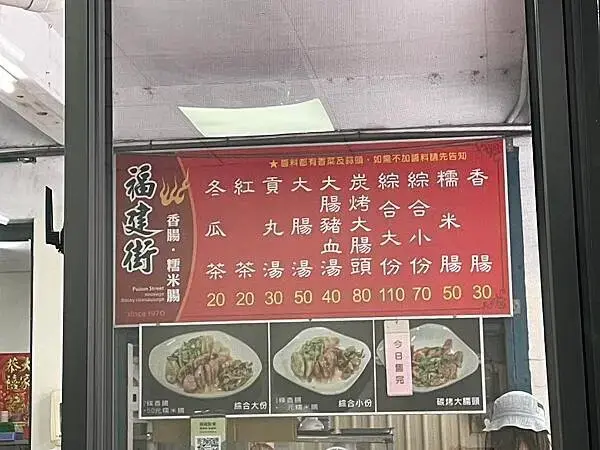 ★醬料都有香菜及蒜頭，如需不加醬料請先告知
福建街
香腸·糯米腸
Fujian Street
since 1970
香腸 30
糯米腸 50
綜合小份 70
綜合大份 110
炭烤大腸頭 80
大腸豬血湯 40
大腸湯 50
貢丸湯 30
紅茶 20
冬瓜茶 20
綜合大份
綜合小份
碳烤大腸頭
今日售完